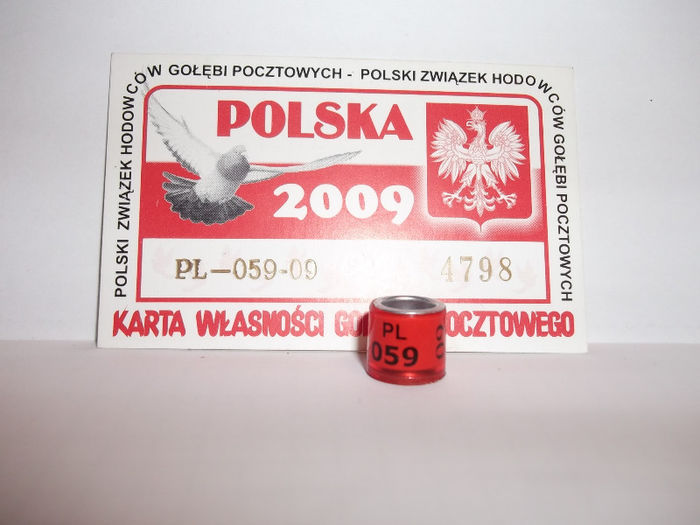 POLSKI ZWIĄZEK HODOWCÓW GOŁĘBI POCZTOWYCH - POLSKI ZWIĄZEK HODOWCÓW GOŁĘBI POCZTOWYCH
POLSKA
2009
PL-059-09
4798
KARTA WŁASNOŚCI POCZTOWEGO
PL
059